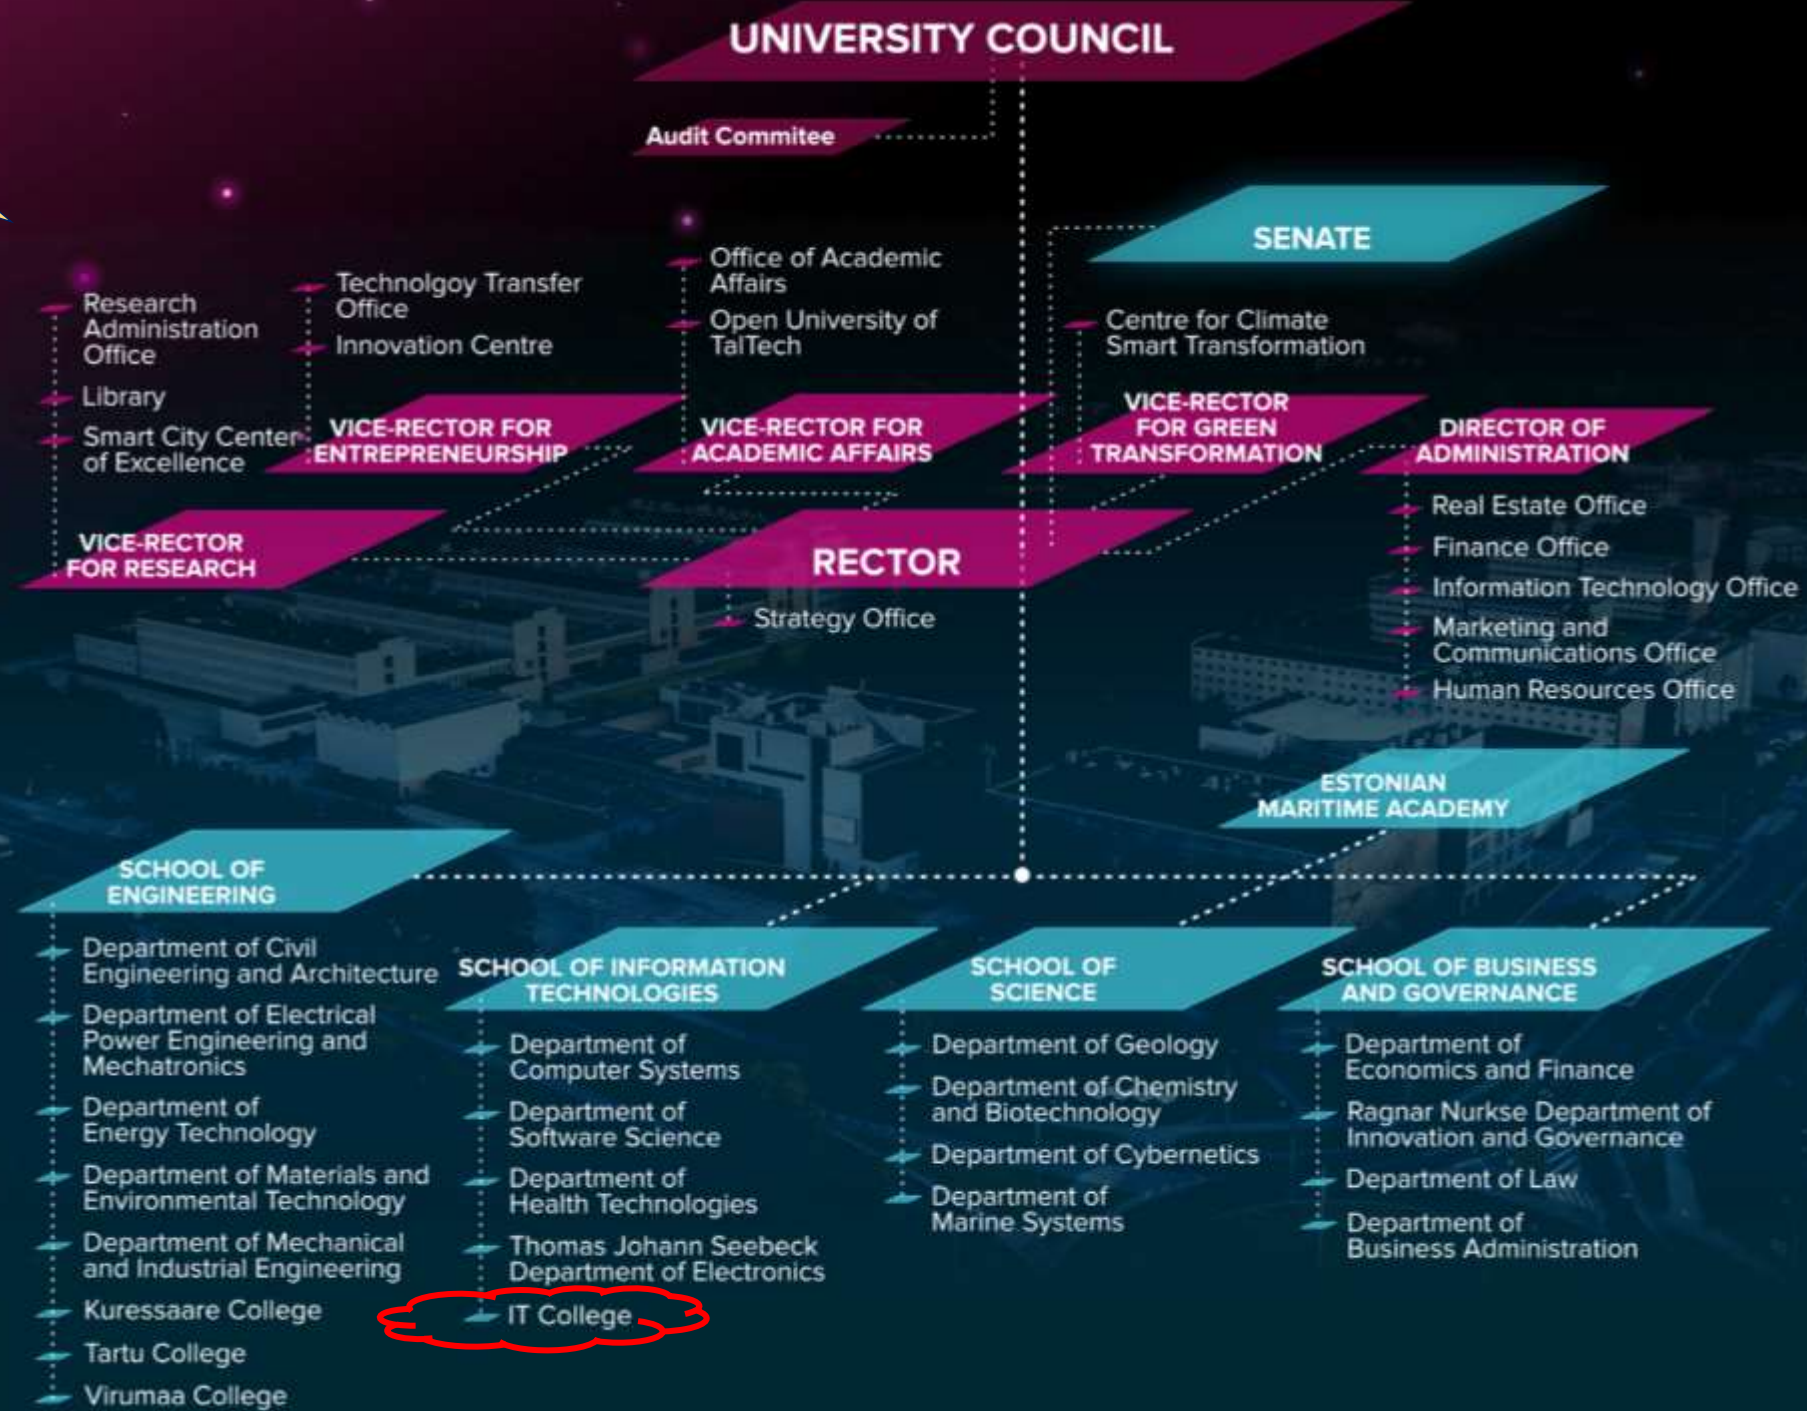 UNIVERSITY COUNCIL
Audit Commitee
SENATE
Research
Administration
Office
Library
Smart City Center
of Excellence
Technolgoy Transfer
Office
Innovation Centre
Office of Academic
Affairs
Open University of
TalTech
Centre for Climate
Smart Transformation
VICE-RECTOR FOR
ENTREPRENEURSHIP
VICE-RECTOR FOR
ACADEMIC AFFAIRS
VICE-RECTOR
FOR GREEN
TRANSFORMATION
DIRECTOR OF
ADMINISTRATION
Real Estate Office
Finance Office
Information Technology Office
Marketing and
Communications Office
Human Resources Office
VICE-RECTOR
FOR RESEARCH
RECTOR
Strategy Office
ESTONIAN
MARITIME ACADEMY
SCHOOL OF
ENGINEERING
Department of Civil
Engineering and Architecture
Department of Electrical
Power Engineering and
Mechatronics
Department of
Energy Technology
Department of Materials and
Environmental Technology
Department of Mechanical
and Industrial Engineering
Kuressaare College
Tartu College
Virumaa College
SCHOOL OF INFORMATION
TECHNOLOGIES
Department of
Computer Systems
Department of
Software Science
Department of
Health Technologies
Thomas Johann Seebeck
Department of Electronics
IT College
SCHOOL OF
SCIENCE
Department of Geology
Department of Chemistry
and Biotechnology
Department of Cybernetics
Department of
Marine Systems
SCHOOL OF BUSINESS
AND GOVERNANCE
Department of
Economics and Finance
Ragnar Nurkse Department of
Innovation and Governance
Department of Law
Department of
Business Administration